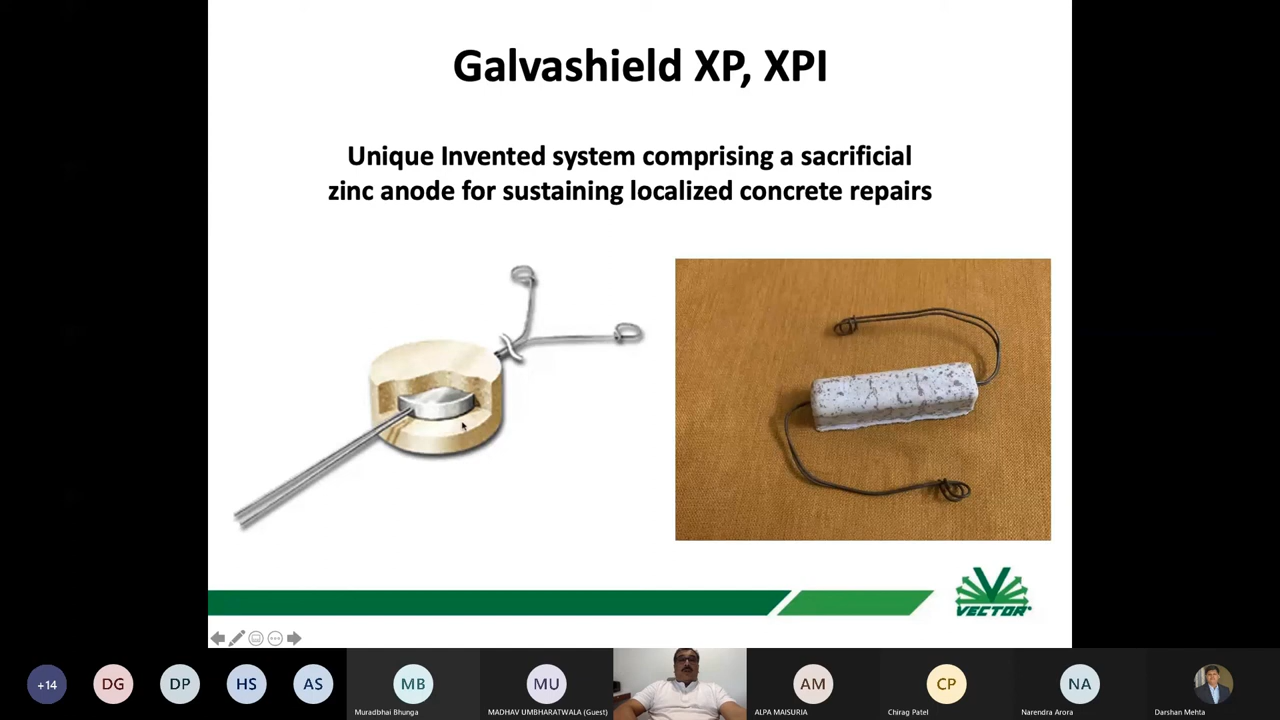 Galvashield XP, XPI
Unique Invented system comprising a sacrificial
zinc anode for sustaining localized concrete repairs
VECTOR
+14
DG
DP
HS
AS
MB
MU
AM
CP
NA
Muradbhai Bhunga
MADHAV UMBHARATWALA (Guest)
ALPA MAISURIA
Chirag Patel
Narendra Arora
Darshan Mehta